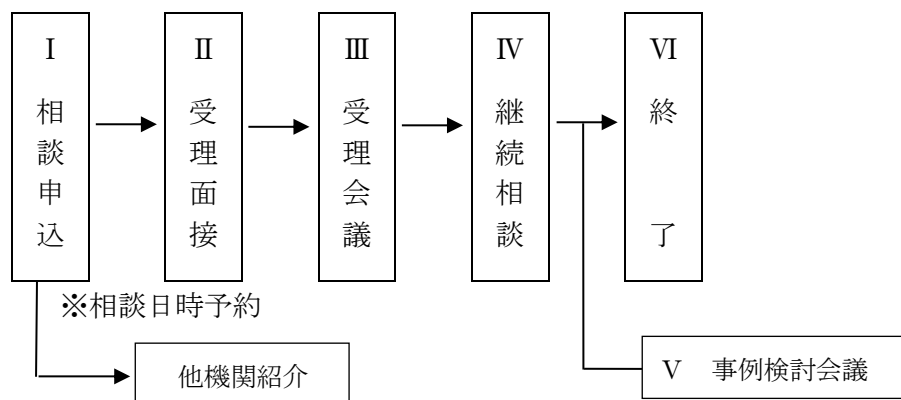 Ⅰ 相談申込
Ⅱ 受理面接
Ⅲ 受理会議
Ⅳ 継続相談
Ⅵ 終了
※相談日時予約
他機関紹介
Ⅴ 事例検討会議